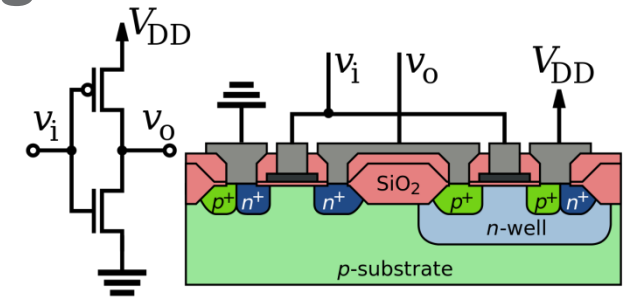 V_DD
v_i
v_o
v_i
v_o
V_DD
SiO₂
p⁺ n⁺ n⁺ p⁺ p⁺ n⁺
n-well
p-substrate